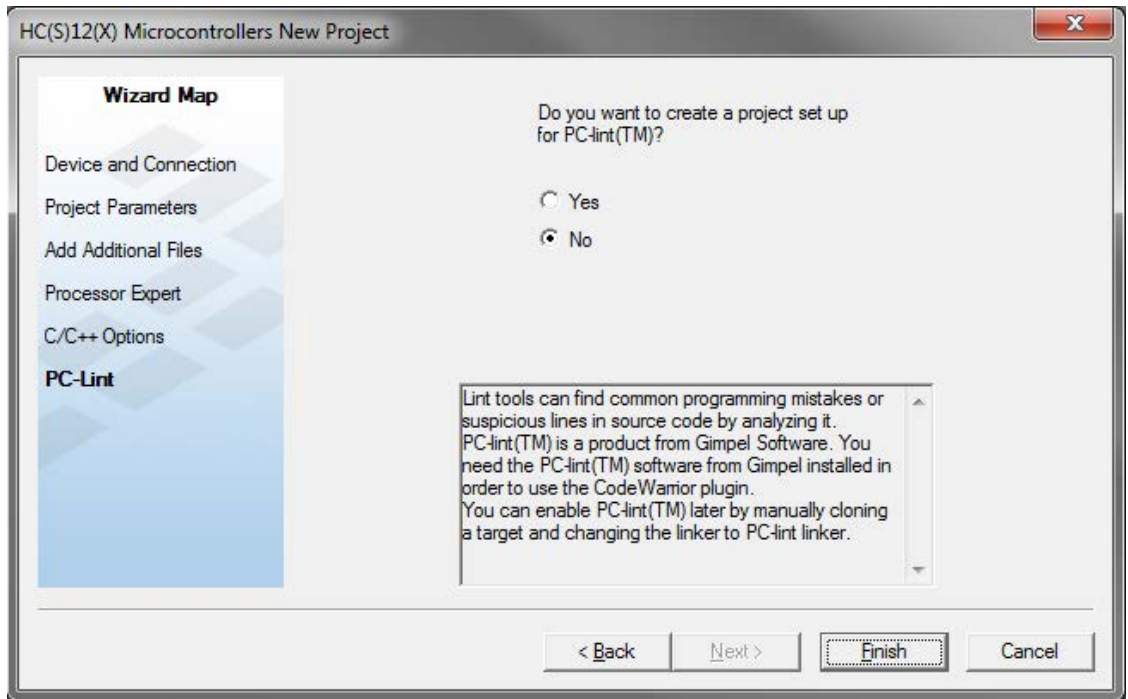 HC(S)12(X) Microcontrollers New Project
Wizard Map
Device and Connection
Project Parameters
Add Additional Files
Processor Expert
C/C++ Options
PC-Lint
Do you want to create a project set up
for PC-lint(TM)?
Yes
No
Lint tools can find common programming mistakes or
suspicious lines in source code by analyzing it.
PC-lint(TM) is a product from Gimpel Software. You
need the PC-lint(TM) software from Gimpel installed in
order to use the CodeWarrior plugin.
You can enable PC-lint(TM) later by manually cloning
a target and changing the linker to PC-lint linker.
< Back
Next >
Finish
Cancel